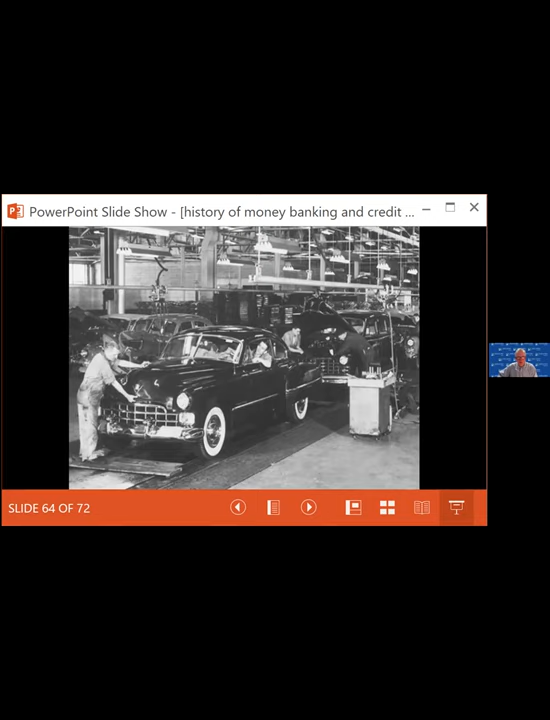 PowerPoint Slide Show - [history of money banking and credit ...
SLIDE 64 OF 72